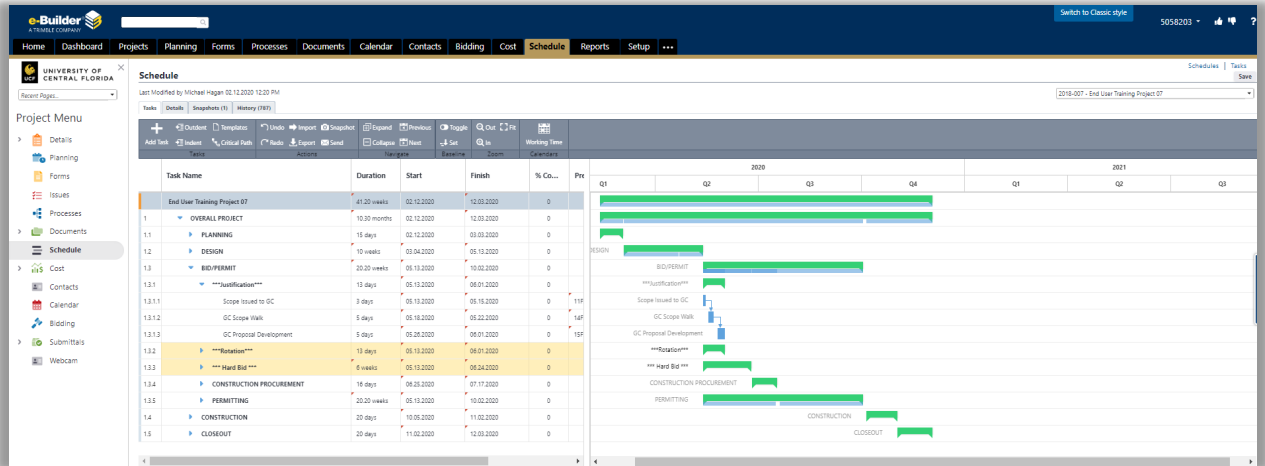 e-Builder
A TRIMBLE COMPANY
Switch to Classic style
5058203
?
Home Dashboard Projects Planning Forms Processes Documents Calendar Contacts Bidding Cost Schedule Reports Setup •••
UCF
UNIVERSITY OF
CENTRAL FLORIDA
Recent Pages...
Project Menu
Details
Planning
Forms
Issues
Processes
Documents
Schedule
Cost
Contacts
Calendar
Bidding
Submittals
Webcam
Schedule
Schedules | Tasks
Save
Last Modified by Michael Hagan 02.12.2020 12:20 PM
2018-007 - End User Training Project 07
Tasks Details Snapshots (1) History (787)
Outdent Templates Undo Import Snapshot Expand Previous Toggle Out Fit
Add Task Indent Critical Path Redo Export Send Collapse Next Set In Working Time
Tasks Actions Navigate Baseline Zoom Calendars
Task Name Duration Start Finish % Co... Pre
2020 2021
Q1 Q2 Q3 Q4 Q1 Q2 Q3
End User Training Project 07 41.20 weeks 02.12.2020 12.03.2020 0
1 OVERALL PROJECT 10.30 months 02.12.2020 12.03.2020 0
1.1 PLANNING 15 days 02.12.2020 03.03.2020 0
1.2 DESIGN 10 weeks 03.04.2020 05.13.2020 0 DESIGN
1.3 BID/PERMIT 20.20 weeks 05.13.2020 10.02.2020 0 BID/PERMIT
1.3.1 ***Justification*** 13 days 05.13.2020 06.01.2020 0 ***Justification***
1.3.1.1 Scope Issued to GC 3 days 05.13.2020 05.15.2020 0 11F Scope Issued to GC
1.3.1.2 GC Scope Walk 5 days 05.18.2020 05.22.2020 0 14F GC Scope Walk
1.3.1.3 GC Proposal Development 5 days 05.26.2020 06.01.2020 0 15F GC Proposal Development
1.3.2 ***Rotation*** 13 days 05.13.2020 06.01.2020 0 ***Rotation***
1.3.3 *** Hard Bid *** 6 weeks 05.13.2020 06.24.2020 0 *** Hard Bid ***
1.3.4 CONSTRUCTION PROCUREMENT 16 days 06.25.2020 07.17.2020 0 CONSTRUCTION PROCUREMENT
1.3.5 PERMITTING 20.20 weeks 05.13.2020 10.02.2020 0 PERMITTING
1.4 CONSTRUCTION 20 days 10.05.2020 11.02.2020 0 CONSTRUCTION
1.5 CLOSEOUT 20 days 11.02.2020 12.03.2020 0 CLOSEOUT